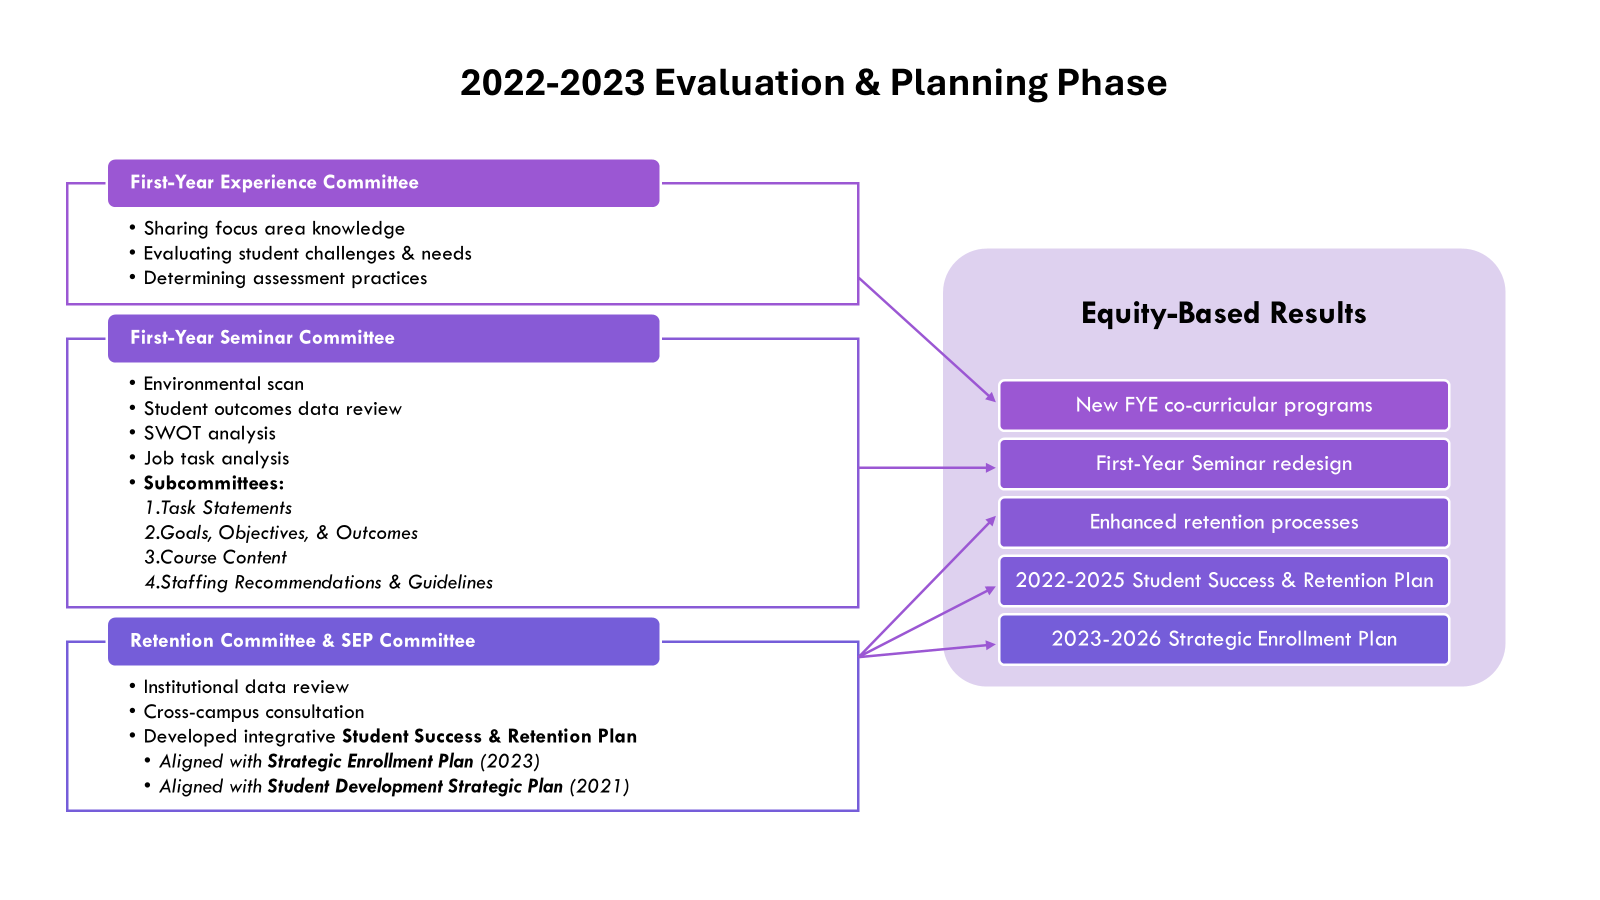 2022-2023 Evaluation & Planning Phase
First-Year Experience Committee
• Sharing focus area knowledge
• Evaluating student challenges & needs
• Determining assessment practices
First-Year Seminar Committee
• Environmental scan
• Student outcomes data review
• SWOT analysis
• Job task analysis
• Subcommittees:
1.Task Statements
2.Goals, Objectives, & Outcomes
3.Course Content
4.Staffing Recommendations & Guidelines
Retention Committee & SEP Committee
• Institutional data review
• Cross-campus consultation
• Developed integrative Student Success & Retention Plan
• Aligned with Strategic Enrollment Plan (2023)
• Aligned with Student Development Strategic Plan (2021)
Equity-Based Results
New FYE co-curricular programs
First-Year Seminar redesign
Enhanced retention processes
2022-2025 Student Success & Retention Plan
2023-2026 Strategic Enrollment Plan